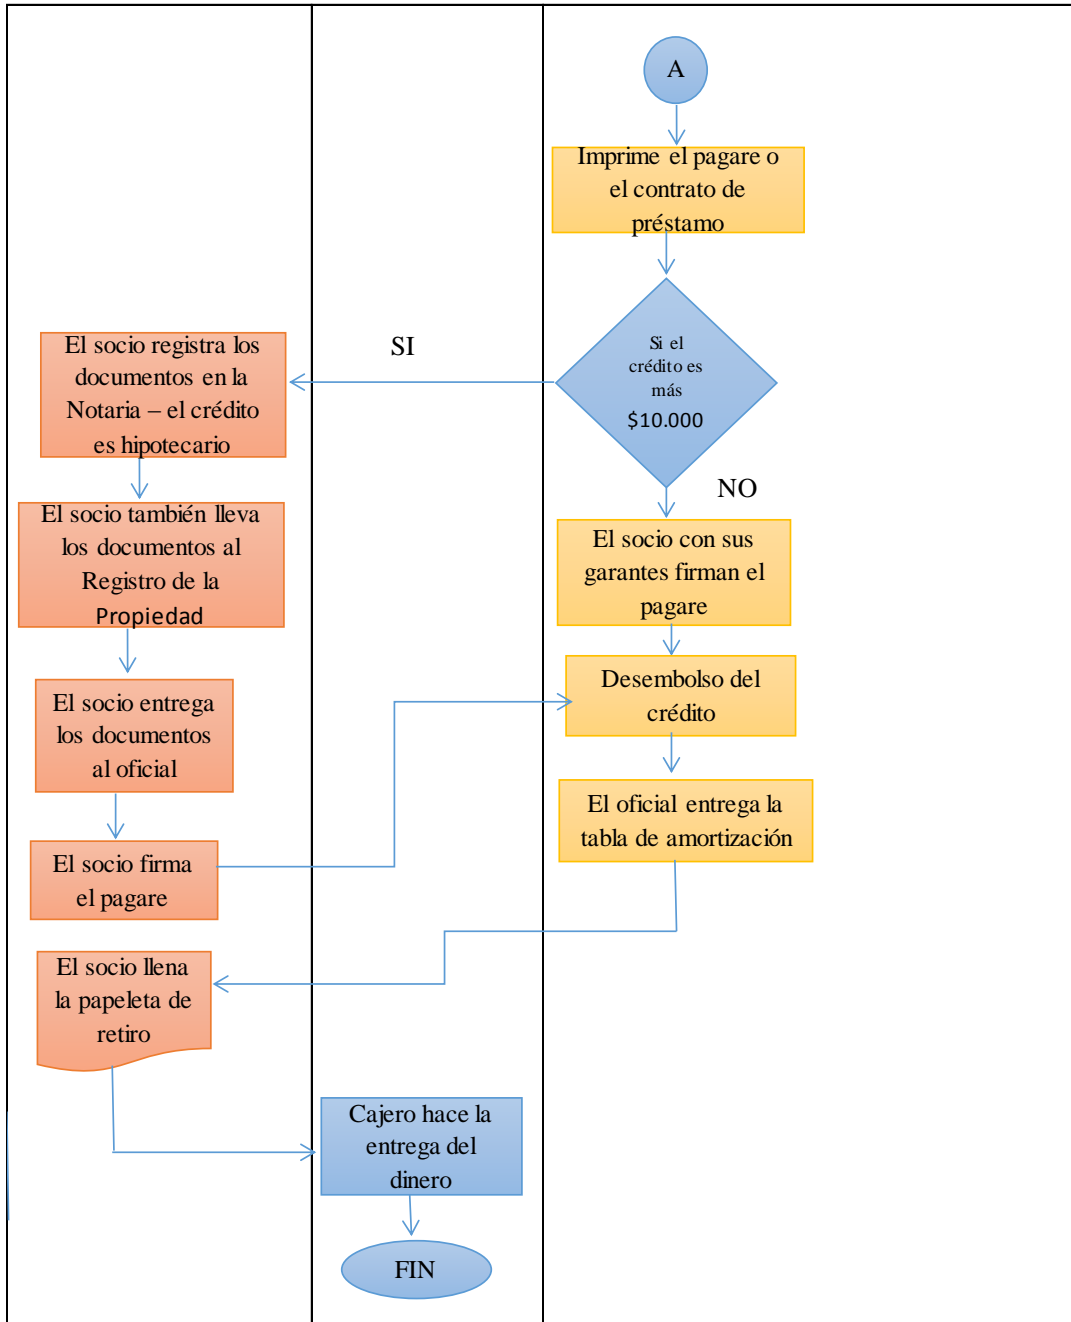 A
Imprime el pagare o
el contrato de
préstamo
Si el
crédito es
más
$10.000
SI
NO
El socio registra los
documentos en la
Notaria – el crédito
es hipotecario
El socio también lleva
los documentos al
Registro de la
Propiedad
El socio entrega
los documentos
al oficial
El socio firma
el pagare
El socio con sus
garantes firman el
pagare
Desembolso del
crédito
El oficial entrega la
tabla de amortización
El socio llena
la papeleta de
retiro
Cajero hace la
entrega del
dinero
FIN